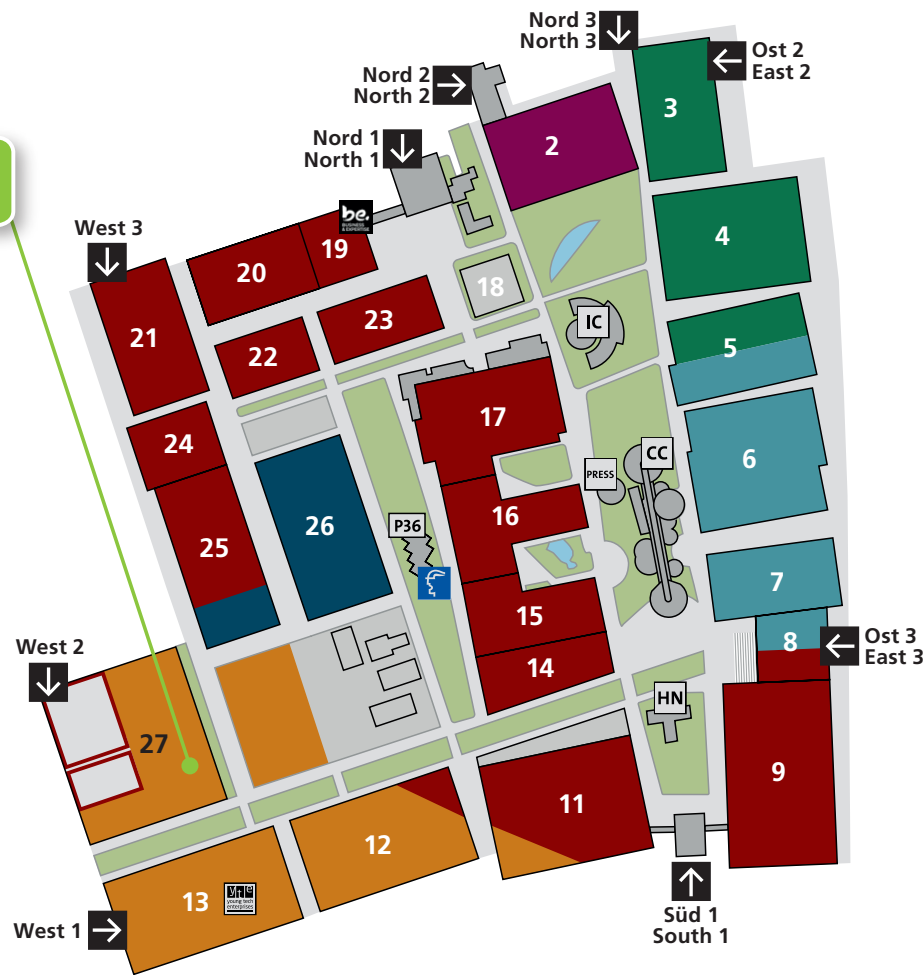 Nord 3
North 3
Ost 2
East 2
Nord 2
North 2
3
2
Nord 1
North 1
be.
BUSINESS
& EXPERTISE
West 3
19
4
20
18
23
IC
21
5
22
17
24
CC
PRESS
6
16
26
P36
25
7
15
8
Ost 3
East 3
West 2
14
HN
27
9
11
12
13
yte
young tech
enterprises
West 1
Süd 1
South 1